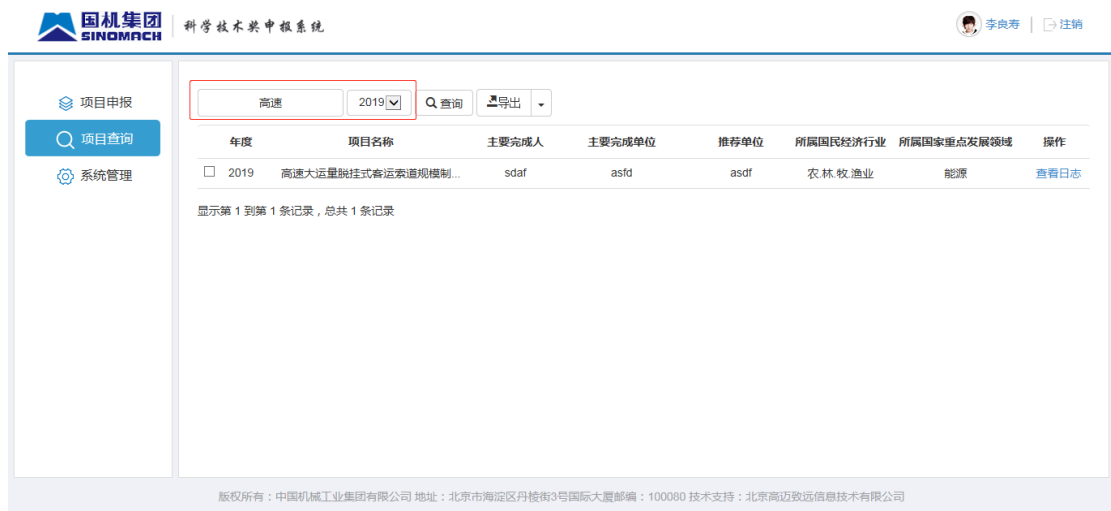 国机集团
SINOMACH
科学技术奖申报系统
李良寿
注销
项目申报
项目查询
系统管理
高速 2019 查询 导出
年度 项目名称 主要完成人 主要完成单位 推荐单位 所属国民经济行业 所属国家重点发展领域 操作
2019 高速大运量脱挂式客运索道规模制... sdaf asfd asdf 农.林.牧.渔业 能源 查看日志
显示第 1 到第 1 条记录，总共 1 条记录
版权所有：中国机械工业集团有限公司 地址：北京市海淀区丹棱街3号国际大厦邮编：100080 技术支持：北京高迈致远信息技术有限公司